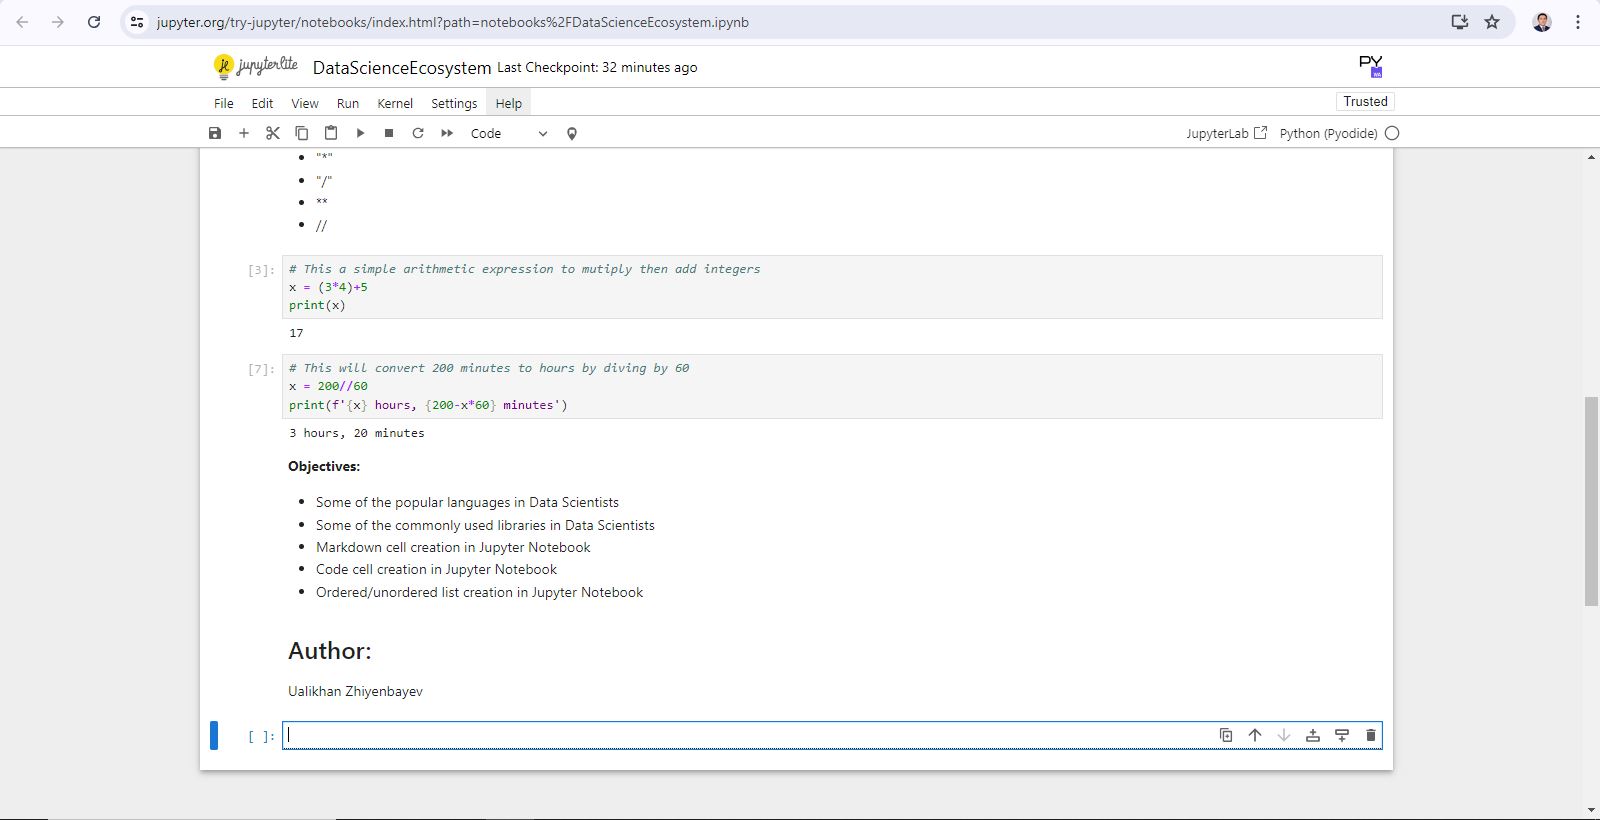 jupyter.org/try-jupyter/notebooks/index.html?path=notebooks%2FDataScienceEcosystem.ipynb
jupyterlite DataScienceEcosystem Last Checkpoint: 32 minutes ago PY WA
File Edit View Run Kernel Settings Help Trusted
Code JupyterLab Python (Pyodide)
"*"
"/"
**
//
[3]: # This a simple arithmetic expression to mutiply then add integers
x = (3*4)+5
print(x)
17
[7]: # This will convert 200 minutes to hours by diving by 60
x = 200//60
print(f'{x} hours, {200-x*60} minutes')
3 hours, 20 minutes
Objectives:
Some of the popular languages in Data Scientists
Some of the commonly used libraries in Data Scientists
Markdown cell creation in Jupyter Notebook
Code cell creation in Jupyter Notebook
Ordered/unordered list creation in Jupyter Notebook
Author:
Ualikhan Zhiyenbayev
[ ]: